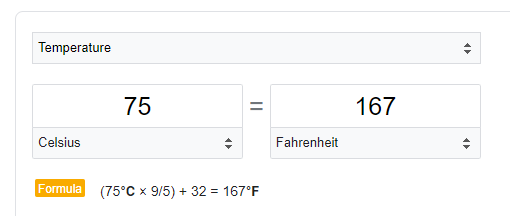 Temperature
75 = 167
Celsius Fahrenheit
Formula (75°C × 9/5) + 32 = 167°F